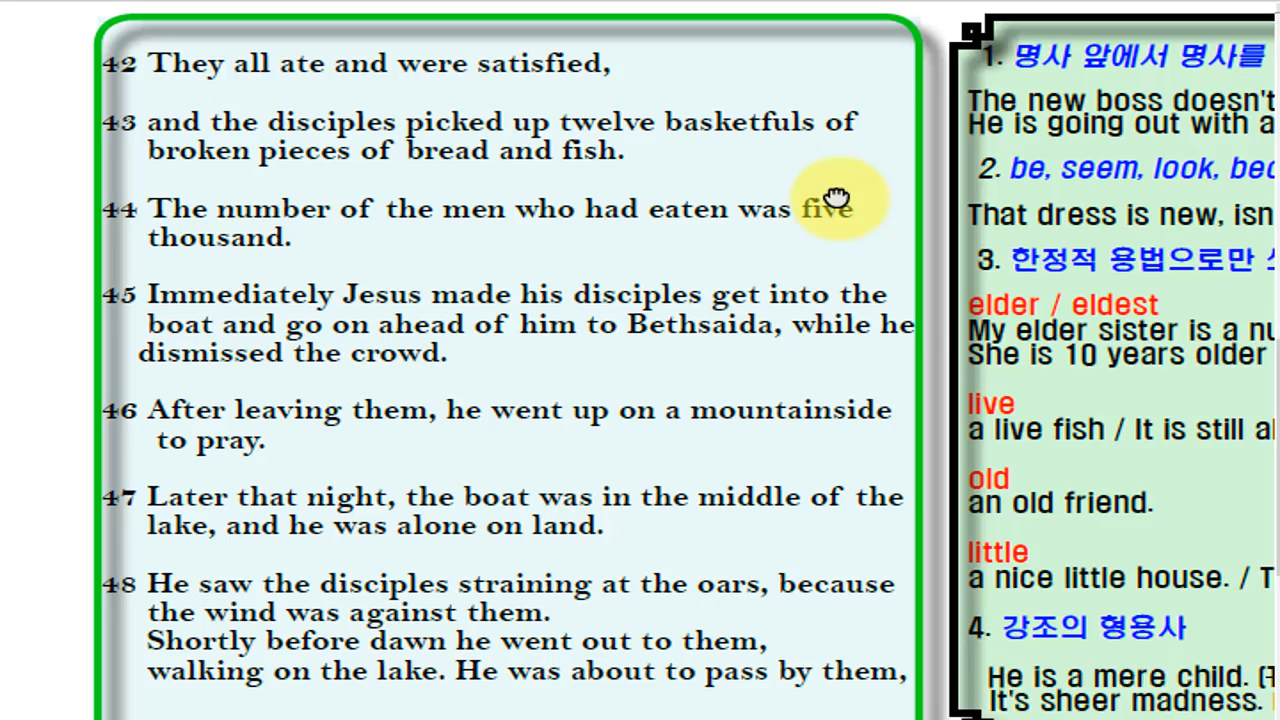 42 They all ate and were satisfied,
43 and the disciples picked up twelve basketfuls of
broken pieces of bread and fish.
44 The number of the men who had eaten was five
thousand.
45 Immediately Jesus made his disciples get into the
boat and go on ahead of him to Bethsaida, while he
dismissed the crowd.
46 After leaving them, he went up on a mountainside
to pray.
47 Later that night, the boat was in the middle of the
lake, and he was alone on land.
48 He saw the disciples straining at the oars, because
the wind was against them.
Shortly before dawn he went out to them,
walking on the lake. He was about to pass by them,
1. 명사 앞에서 명사를
The new boss doesn't
He is going out with a
2. be, seem, look,
That dress is new,
3. 한정적 용법으로만
elder / eldest
My elder sister is a
She is 10 years older
live
a live fish / It is still
old
an old friend.
little
a nice little house. /
4. 강조의 형용사
He is a mere child.
It's sheer madness.